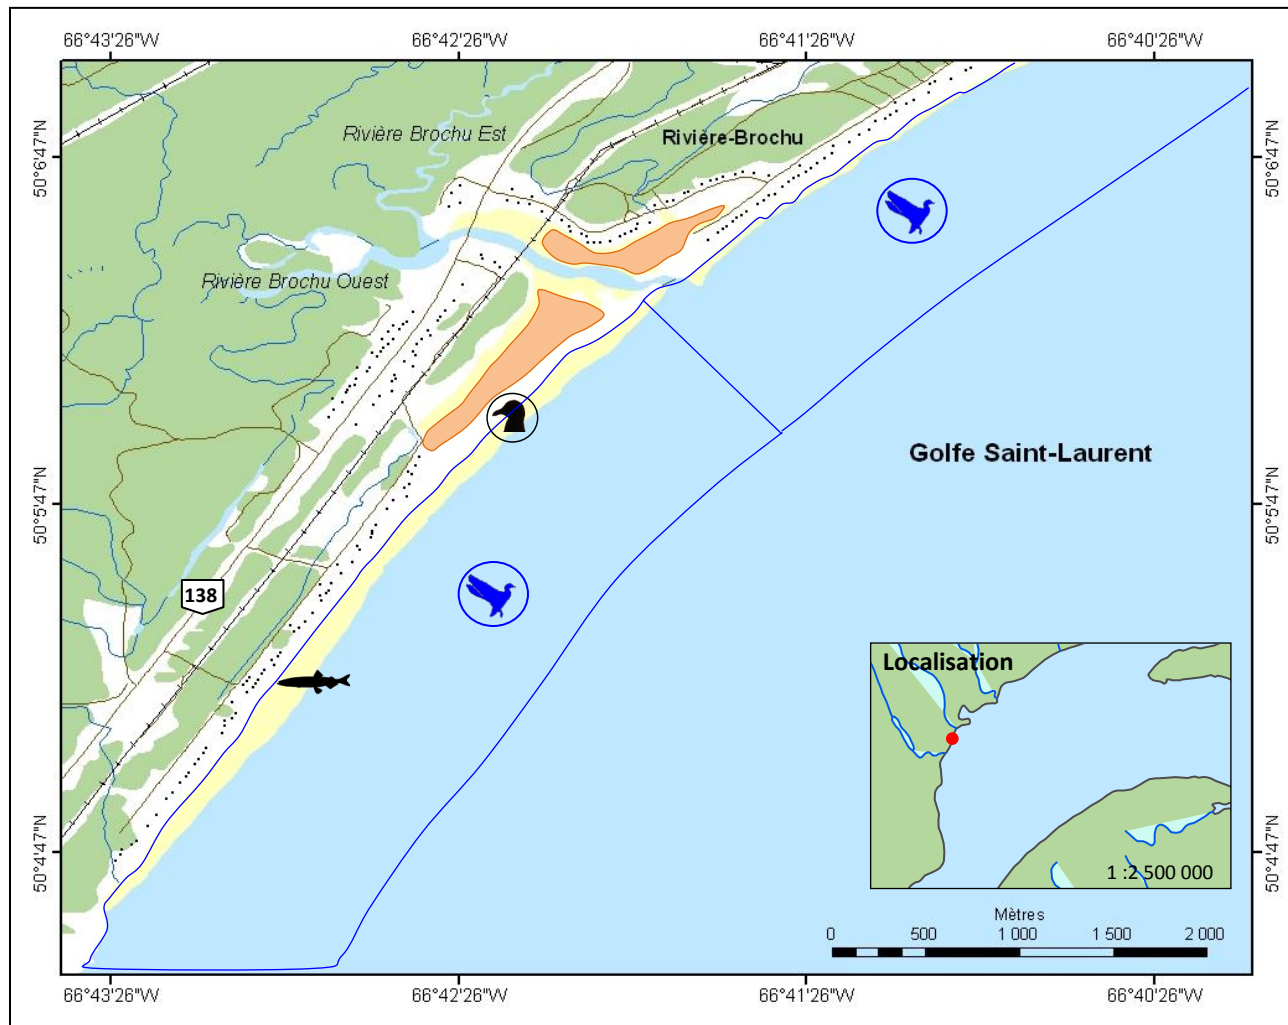 66°43'26"W 66°42'26"W 66°41'26"W 66°40'26"W
50°6'47"N
50°6'47"N
Rivière Brochu Est
Rivière-Brochu
Rivière Brochu Ouest
Golfe Saint-Laurent
50°5'47"N
50°5'47"N
138
Localisation
1 :2 500 000
50°4'47"N
50°4'47"N
Mètres
0 500 1 000 1 500 2 000
66°43'26"W 66°42'26"W 66°41'26"W 66°40'26"W